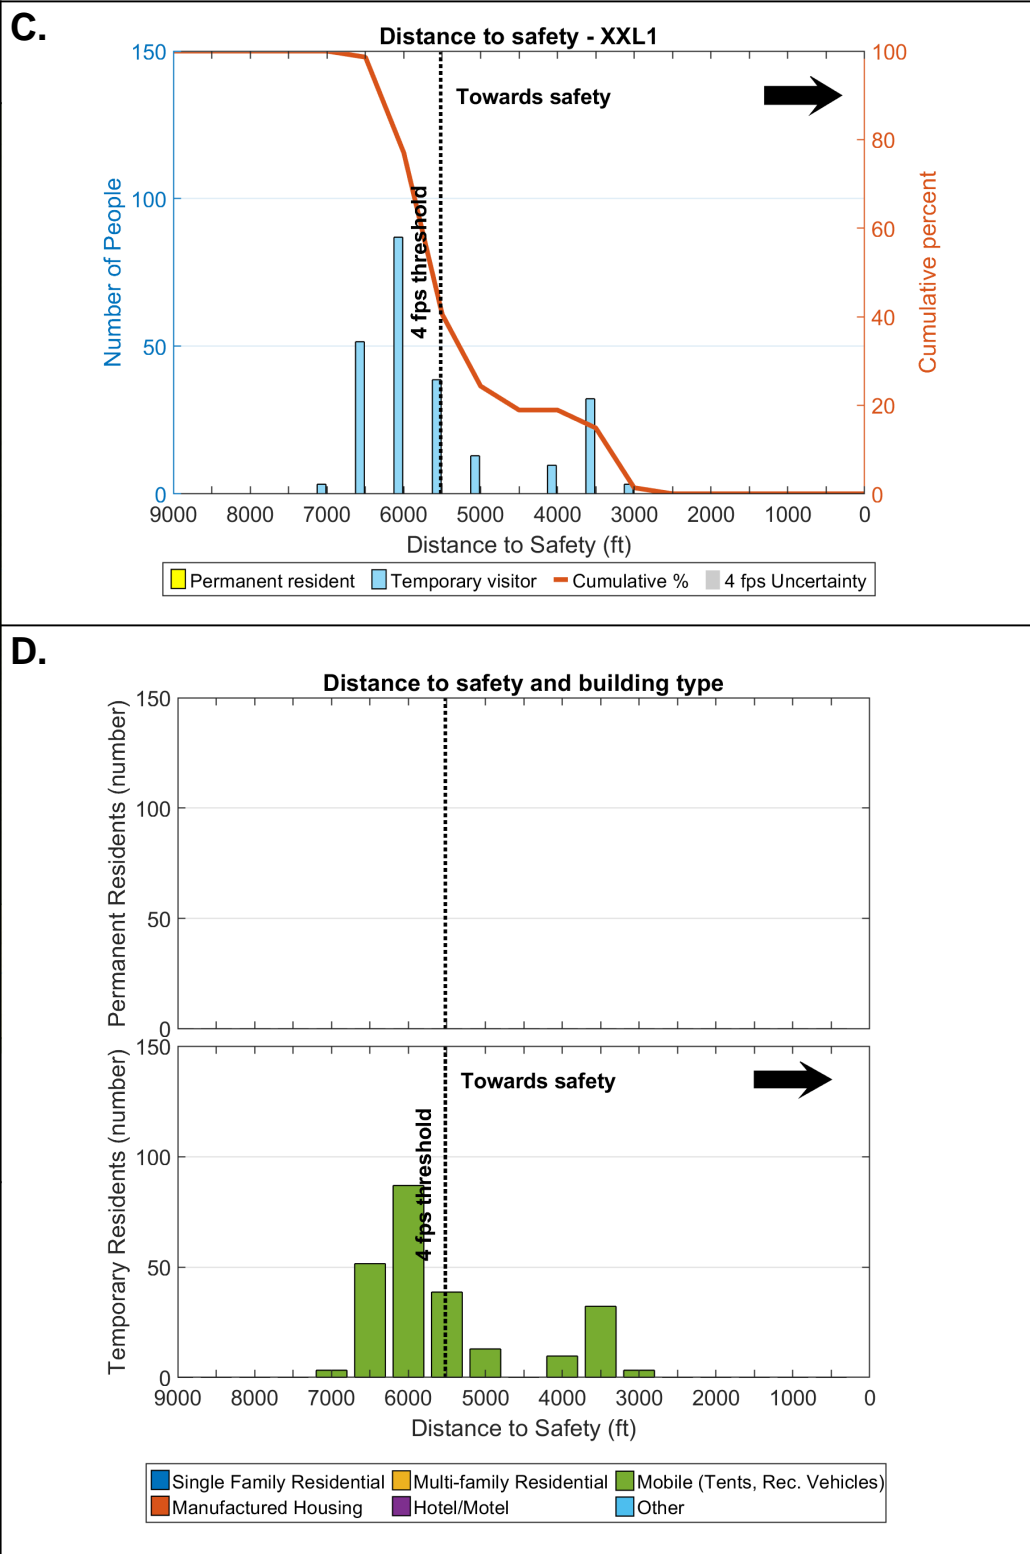 C.
Distance to safety - XXL1
150
100
50
0
Number of People
100
80
60
40
20
0
Cumulative percent
Towards safety
4 fps threshold
9000 8000 7000 6000 5000 4000 3000 2000 1000 0
Distance to Safety (ft)
Permanent resident Temporary visitor Cumulative % 4 fps Uncertainty
D.
Distance to safety and building type
150
100
50
0
Permanent Residents (number)
150
100
50
0
Temporary Residents (number)
Towards safety
4 fps threshold
9000 8000 7000 6000 5000 4000 3000 2000 1000 0
Distance to Safety (ft)
Single Family Residential Multi-family Residential Mobile (Tents, Rec. Vehicles)
Manufactured Housing Hotel/Motel Other